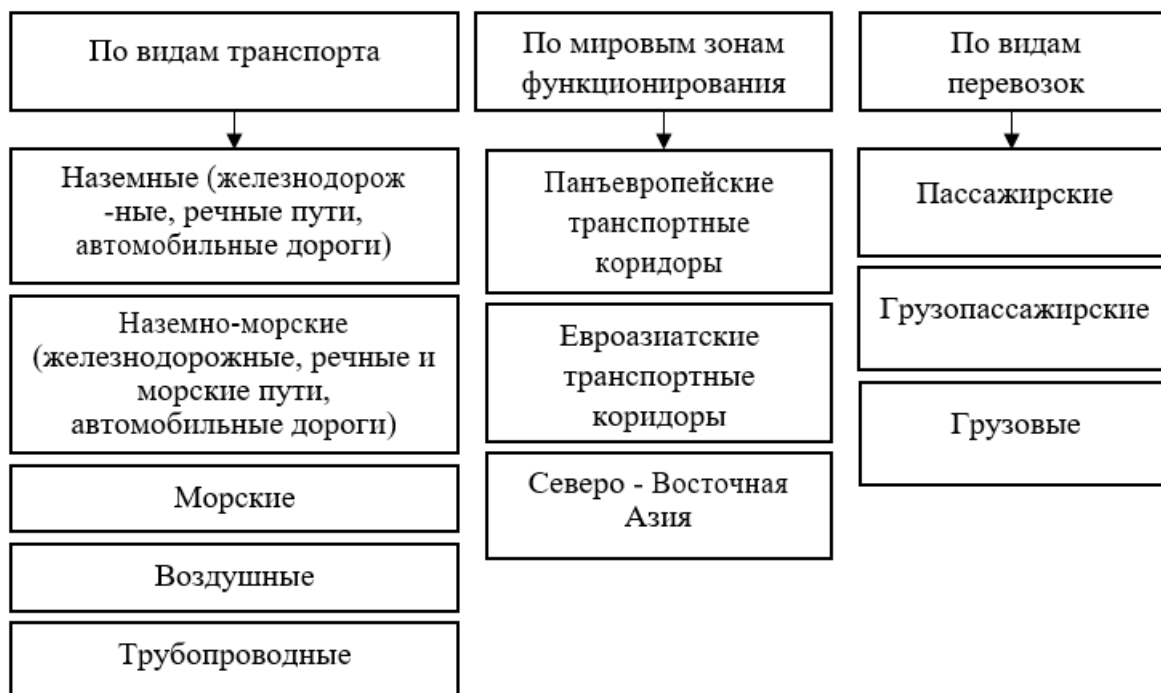 По видам транспорта
Наземные (железнодорож
-ные, речные пути,
автомобильные дороги)
Наземно-морские
(железнодорожные, речные и
морские пути,
автомобильные дороги)
Морские
Воздушные
Трубопроводные
По мировым зонам
функционирования
Панъевропейские
транспортные
коридоры
Евроазиатские
транспортные
коридоры
Северо - Восточная
Азия
По видам
перевозок
Пассажирские
Грузопассажирские
Грузовые